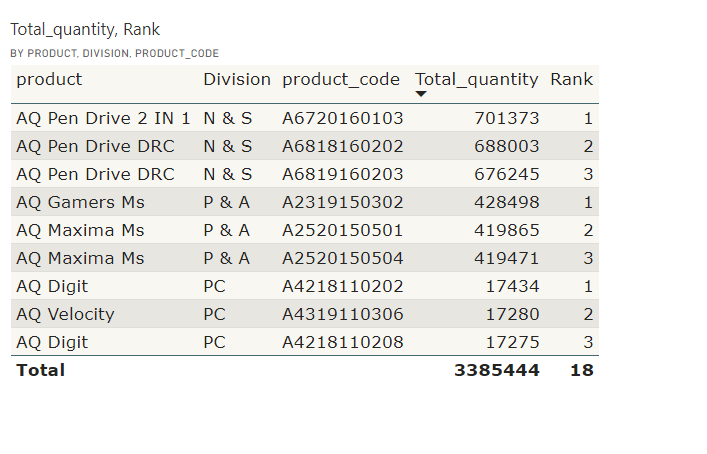 Total_quantity, Rank
BY PRODUCT, DIVISION, PRODUCT_CODE
product Division product_code Total_quantity Rank
AQ Pen Drive 2 IN 1 N & S A6720160103 701373 1
AQ Pen Drive DRC N & S A6818160202 688003 2
AQ Pen Drive DRC N & S A6819160203 676245 3
AQ Gamers Ms P & A A2319150302 428498 1
AQ Maxima Ms P & A A2520150501 419865 2
AQ Maxima Ms P & A A2520150504 419471 3
AQ Digit PC A4218110202 17434 1
AQ Velocity PC A4319110306 17280 2
AQ Digit PC A4218110208 17275 3
Total 3385444 18